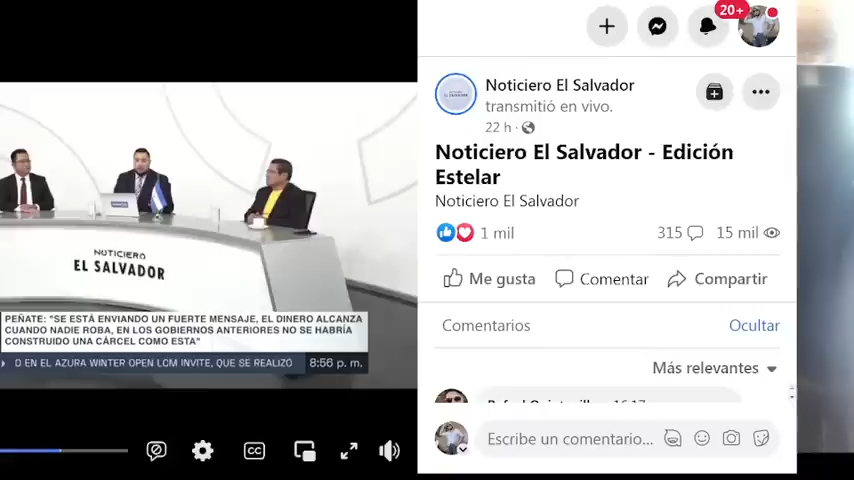 20+
Noticiero El Salvador
transmitió en vivo.
22 h ·
Noticiero El Salvador - Edición
Estelar
Noticiero El Salvador
1 mil
315
15 mil
Me gusta
Comentar
Compartir
Comentarios
Ocultar
Más relevantes
Escribe un comentario...
NOTICIERO
EL SALVADOR
PEÑATE: "SE ESTÁ ENVIANDO UN FUERTE MENSAJE, EL DINERO ALCANZA
CUANDO NADIE ROBA, EN LOS GOBIERNOS ANTERIORES NO SE HABRÍA
CONSTRUIDO UNA CÁRCEL COMO ESTA"
O EN EL AZURA WINTER OPEN LCM INVITE, QUE SE REALIZÓ
8:56 p. m.
CC